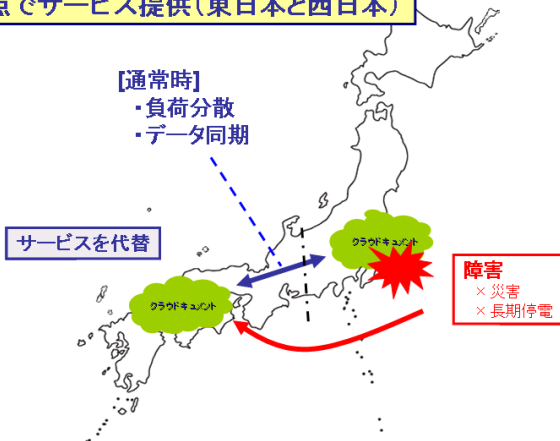 点でサービス提供（東日本と西日本）
[通常時]
・負荷分散
・データ同期
サービスを代替
クラウドキュメント
クラウドキュメント
障害
×災害
×長期停電